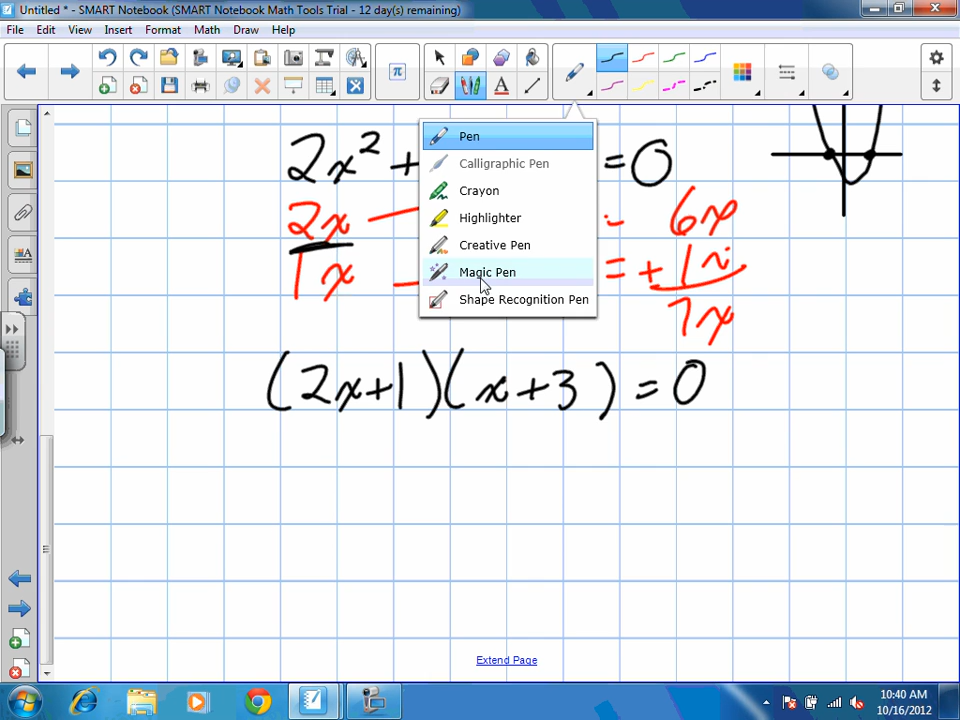 Untitled * - SMART Notebook (SMART Notebook Math Tools Trial - 12 day(s) remaining)
File Edit View Insert Format Math Draw Help
π
A
Pen
Calligraphic Pen
Crayon
Highlighter
Creative Pen
Magic Pen
Shape Recognition Pen
2x² + = 0
2x — 6x
1x = + 1x
7x
(2x+1)(x+3) = 0
Extend Page
10:40 AM
10/16/2012